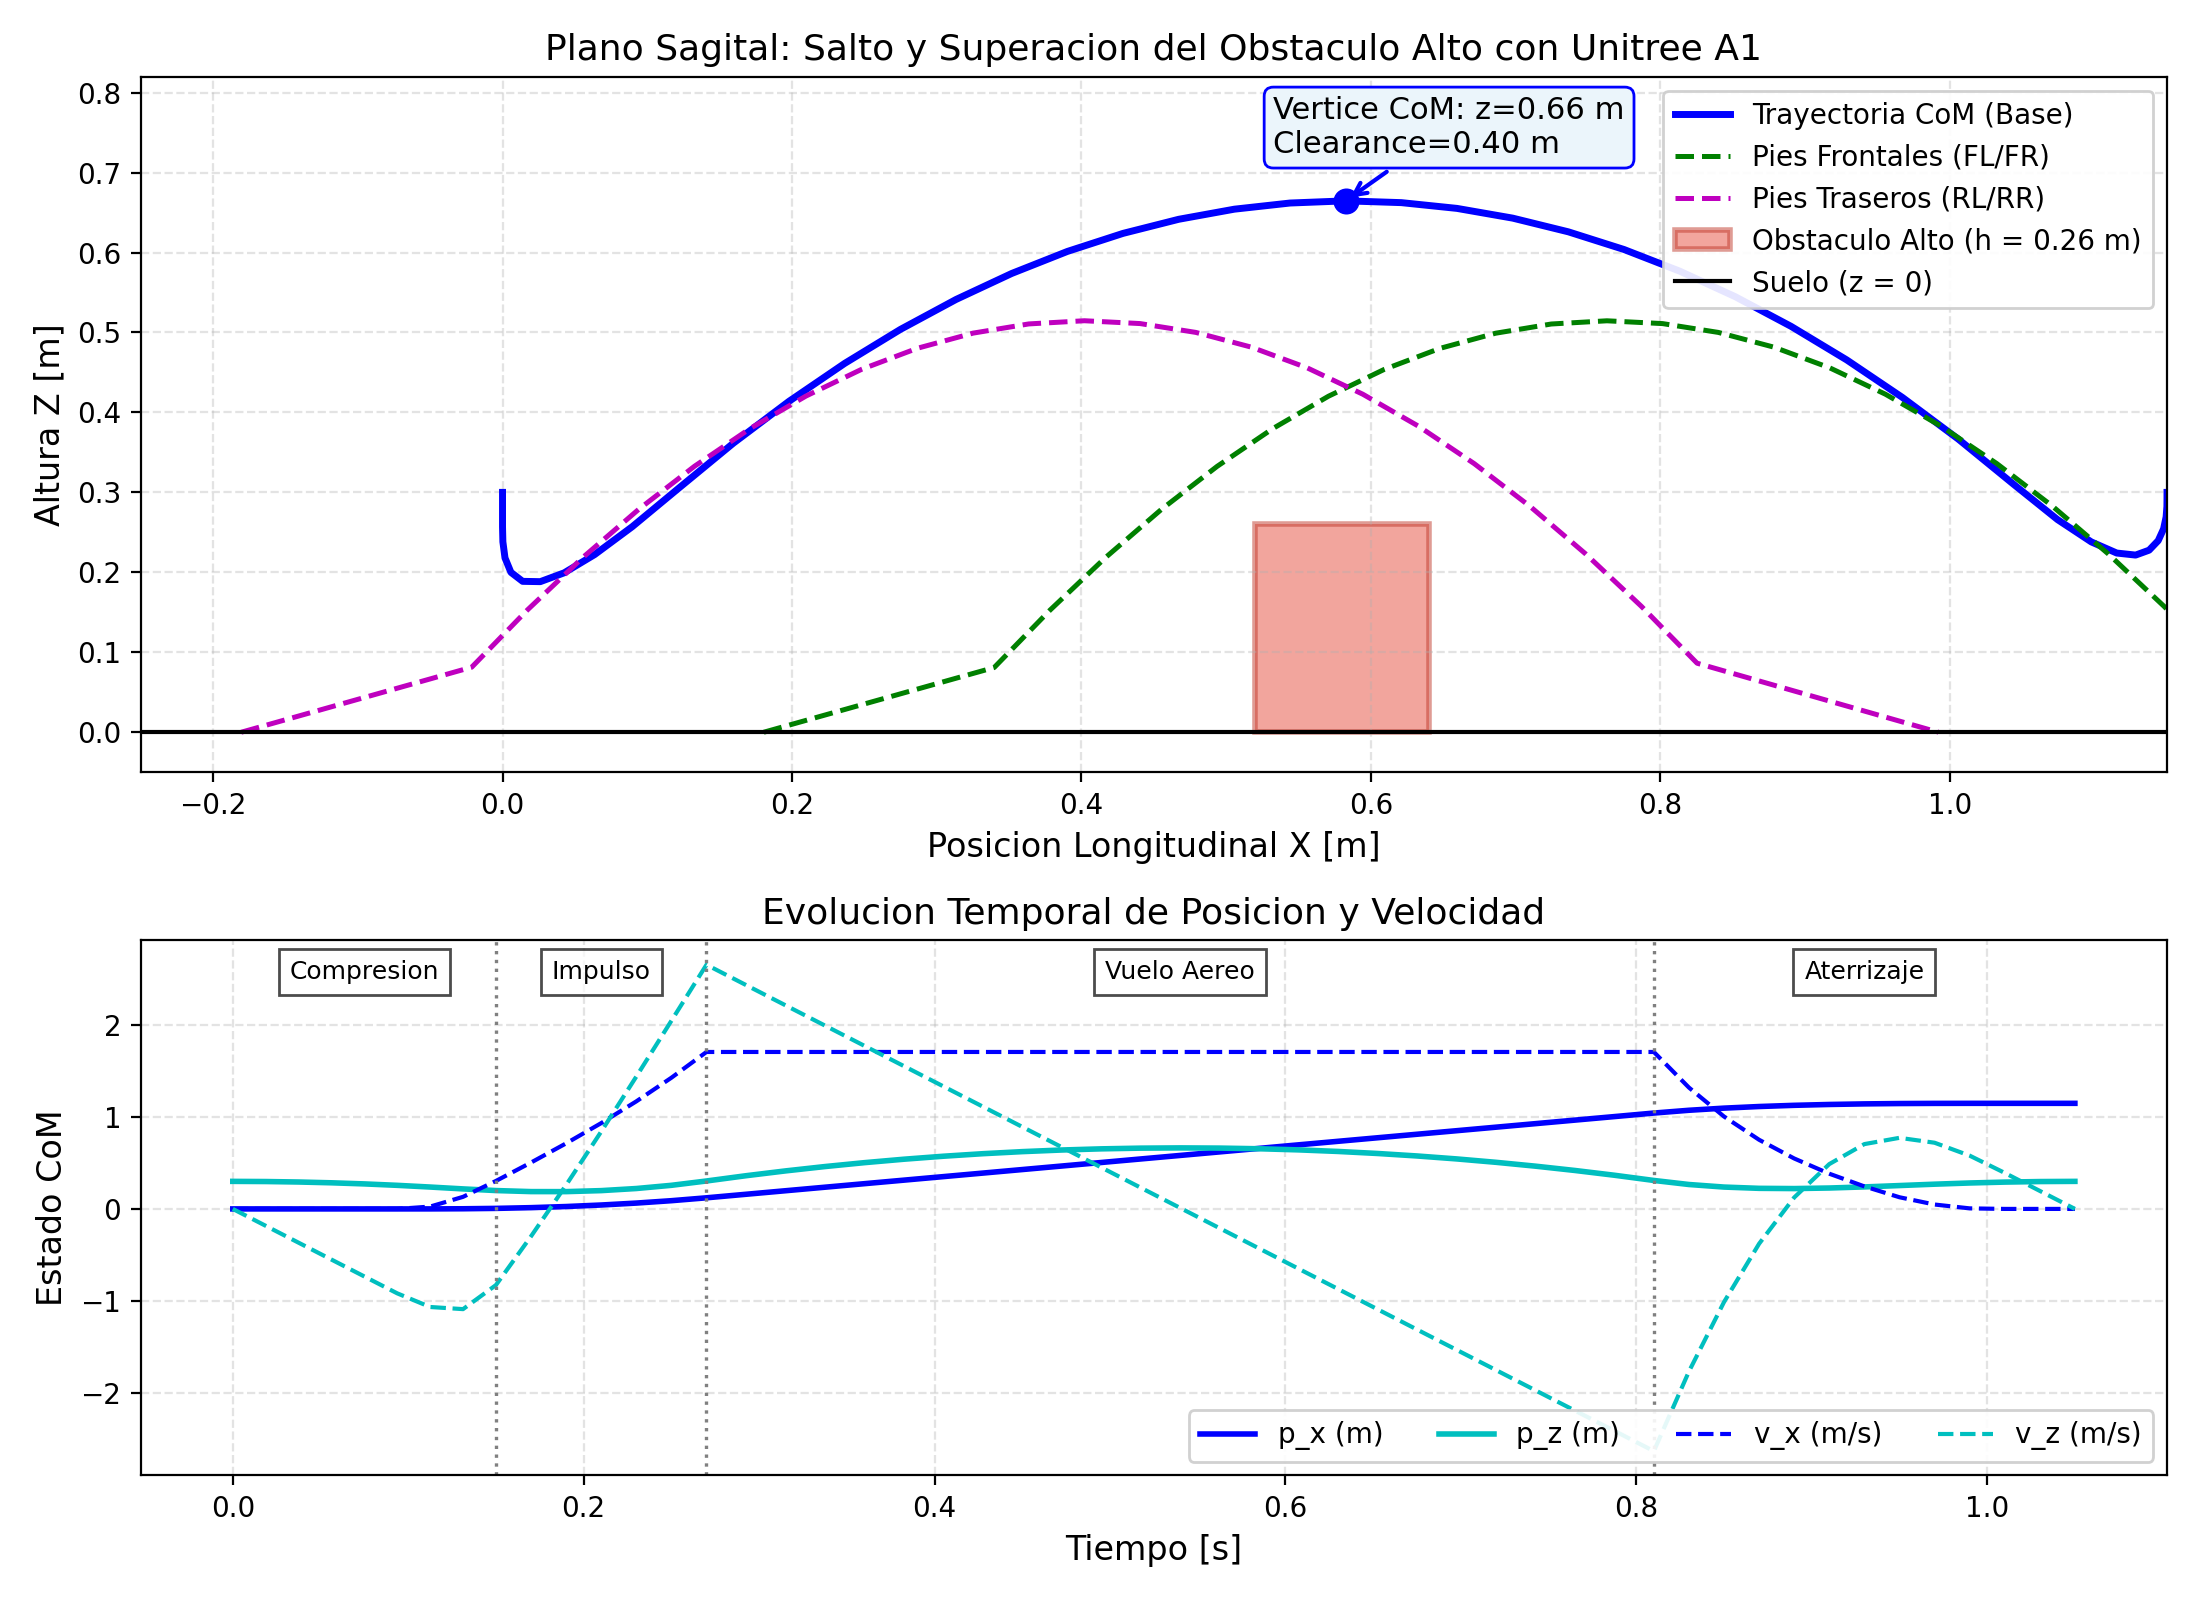 Plano Sagital: Salto y Superacion del Obstaculo Alto con Unitree A1
Altura Z [m]
0.8
0.7
0.6
0.5
0.4
0.3
0.2
0.1
0.0
Vertice CoM: z=0.66 m
Clearance=0.40 m
Trayectoria CoM (Base)
Pies Frontales (FL/FR)
Pies Traseros (RL/RR)
Obstaculo Alto (h = 0.26 m)
Suelo (z = 0)
−0.2 0.0 0.2 0.4 0.6 0.8 1.0
Posicion Longitudinal X [m]
Evolucion Temporal de Posicion y Velocidad
Compresion Impulso Vuelo Aereo Aterrizaje
Estado CoM
2
1
0
−1
−2
p_x (m) p_z (m) v_x (m/s) v_z (m/s)
0.0 0.2 0.4 0.6 0.8 1.0
Tiempo [s]